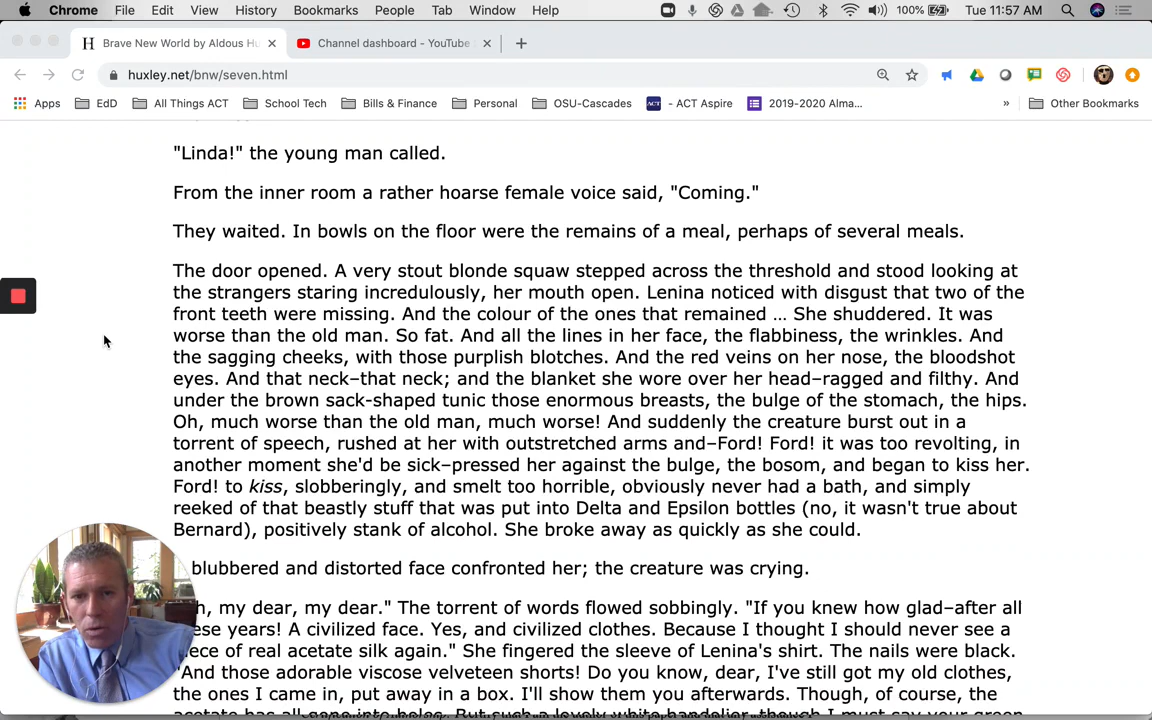 Chrome File Edit View History Bookmarks People Tab Window Help 100% Tue 11:57 AM
H Brave New World by Aldous Hu Channel dashboard - YouTube
huxley.net/bnw/seven.html
Apps EdD All Things ACT School Tech Bills & Finance Personal OSU-Cascades ACT - ACT Aspire 2019-2020 Alma... » Other Bookmarks
"Linda!" the young man called.
From the inner room a rather hoarse female voice said, "Coming."
They waited. In bowls on the floor were the remains of a meal, perhaps of several meals.
The door opened. A very stout blonde squaw stepped across the threshold and stood looking at
the strangers staring incredulously, her mouth open. Lenina noticed with disgust that two of the
front teeth were missing. And the colour of the ones that remained ... She shuddered. It was
worse than the old man. So fat. And all the lines in her face, the flabbiness, the wrinkles. And
the sagging cheeks, with those purplish blotches. And the red veins on her nose, the bloodshot
eyes. And that neck–that neck; and the blanket she wore over her head–ragged and filthy. And
under the brown sack-shaped tunic those enormous breasts, the bulge of the stomach, the hips.
Oh, much worse than the old man, much worse! And suddenly the creature burst out in a
torrent of speech, rushed at her with outstretched arms and–Ford! Ford! it was too revolting, in
another moment she'd be sick–pressed her against the bulge, the bosom, and began to kiss her.
Ford! to kiss, slobberingly, and smelt too horrible, obviously never had a bath, and simply
reeked of that beastly stuff that was put into Delta and Epsilon bottles (no, it wasn't true about
Bernard), positively stank of alcohol. She broke away as quickly as she could.
blubbered and distorted face confronted her; the creature was crying.
my dear, my dear." The torrent of words flowed sobbingly. "If you knew how glad–after all
years! A civilized face. Yes, and civilized clothes. Because I thought I should never see a
of real acetate silk again." She fingered the sleeve of Lenina's shirt. The nails were black.
"And those adorable viscose velveteen shorts! Do you know, dear, I've still got my old clothes,
the ones I came in, put away in a box. I'll show them you afterwards. Though, of course, the